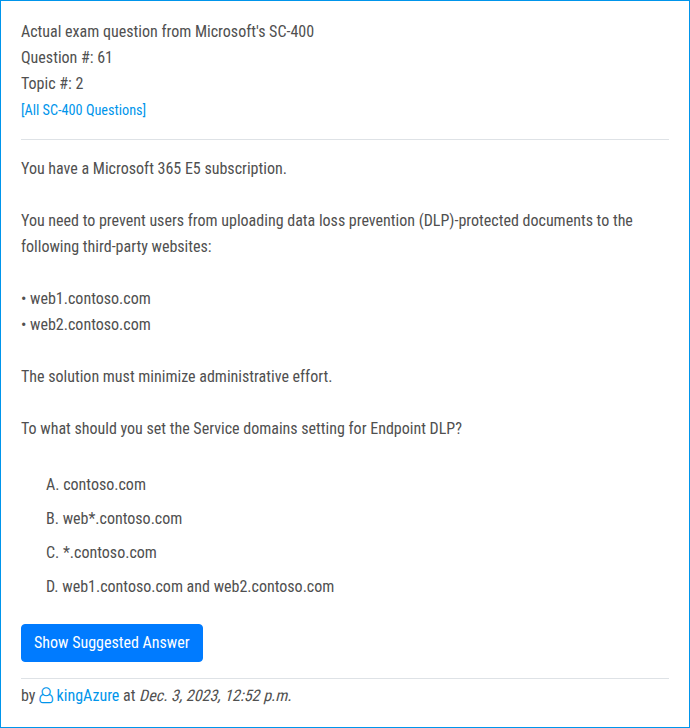 Actual exam question from Microsoft's SC-400
Question #: 61
Topic #: 2
[All SC-400 Questions]
You have a Microsoft 365 E5 subscription.
You need to prevent users from uploading data loss prevention (DLP)-protected documents to the
following third-party websites:
• web1.contoso.com
• web2.contoso.com
The solution must minimize administrative effort.
To what should you set the Service domains setting for Endpoint DLP?
A. contoso.com
B. web*.contoso.com
C. *.contoso.com
D. web1.contoso.com and web2.contoso.com
Show Suggested Answer
by kingAzure at Dec. 3, 2023, 12:52 p.m.